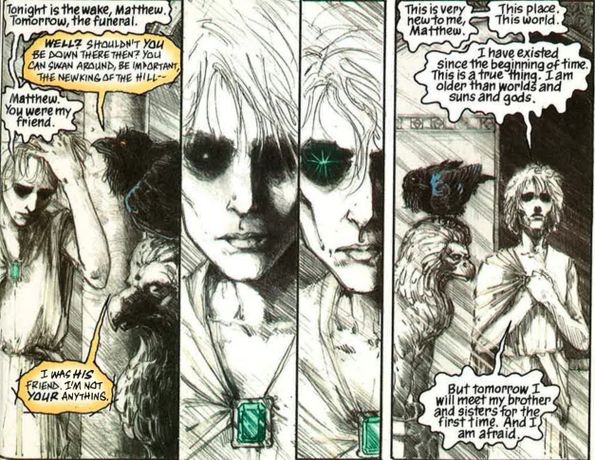 Tonight is the wake, Matthew.
Tomorrow, the funeral.
WELL? SHOULDN'T YOU
BE DOWN THERE THEN? YOU
CAN SWAN AROUND, BE IMPORTANT,
THE NEW KING OF THE HILL--
Matthew.
You were my
friend.
I WAS HIS
FRIEND. I'M NOT
YOUR ANYTHING.
This is very
new to me,
Matthew.
This place.
This world.
I have existed
since the beginning of time.
This is a true thing. I am
older than worlds and
suns and gods.
But tomorrow I
will meet my brother
and sisters for the
first time. And I
am afraid.